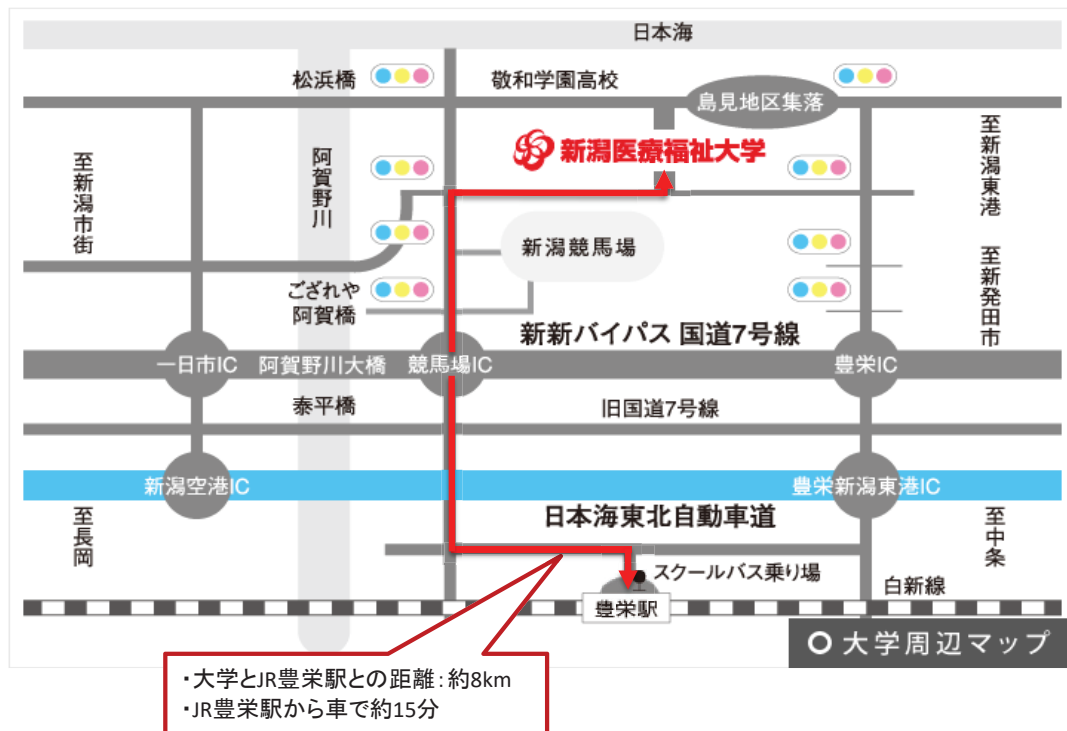 日本海
松浜橋
敬和学園高校
島見地区集落
新潟医療福祉大学
至新潟市街
阿賀野川
至新潟東港
新潟競馬場
至新発田市
ござれや
阿賀橋
新新バイパス 国道7号線
一日市IC
阿賀野川大橋
競馬場IC
豊栄IC
泰平橋
旧国道7号線
新潟空港IC
豊栄新潟東港IC
至長岡
日本海東北自動車道
至中条
スクールバス乗り場
白新線
豊栄駅
大学周辺マップ
・大学とJR豊栄駅との距離：約8km
・JR豊栄駅から車で約15分